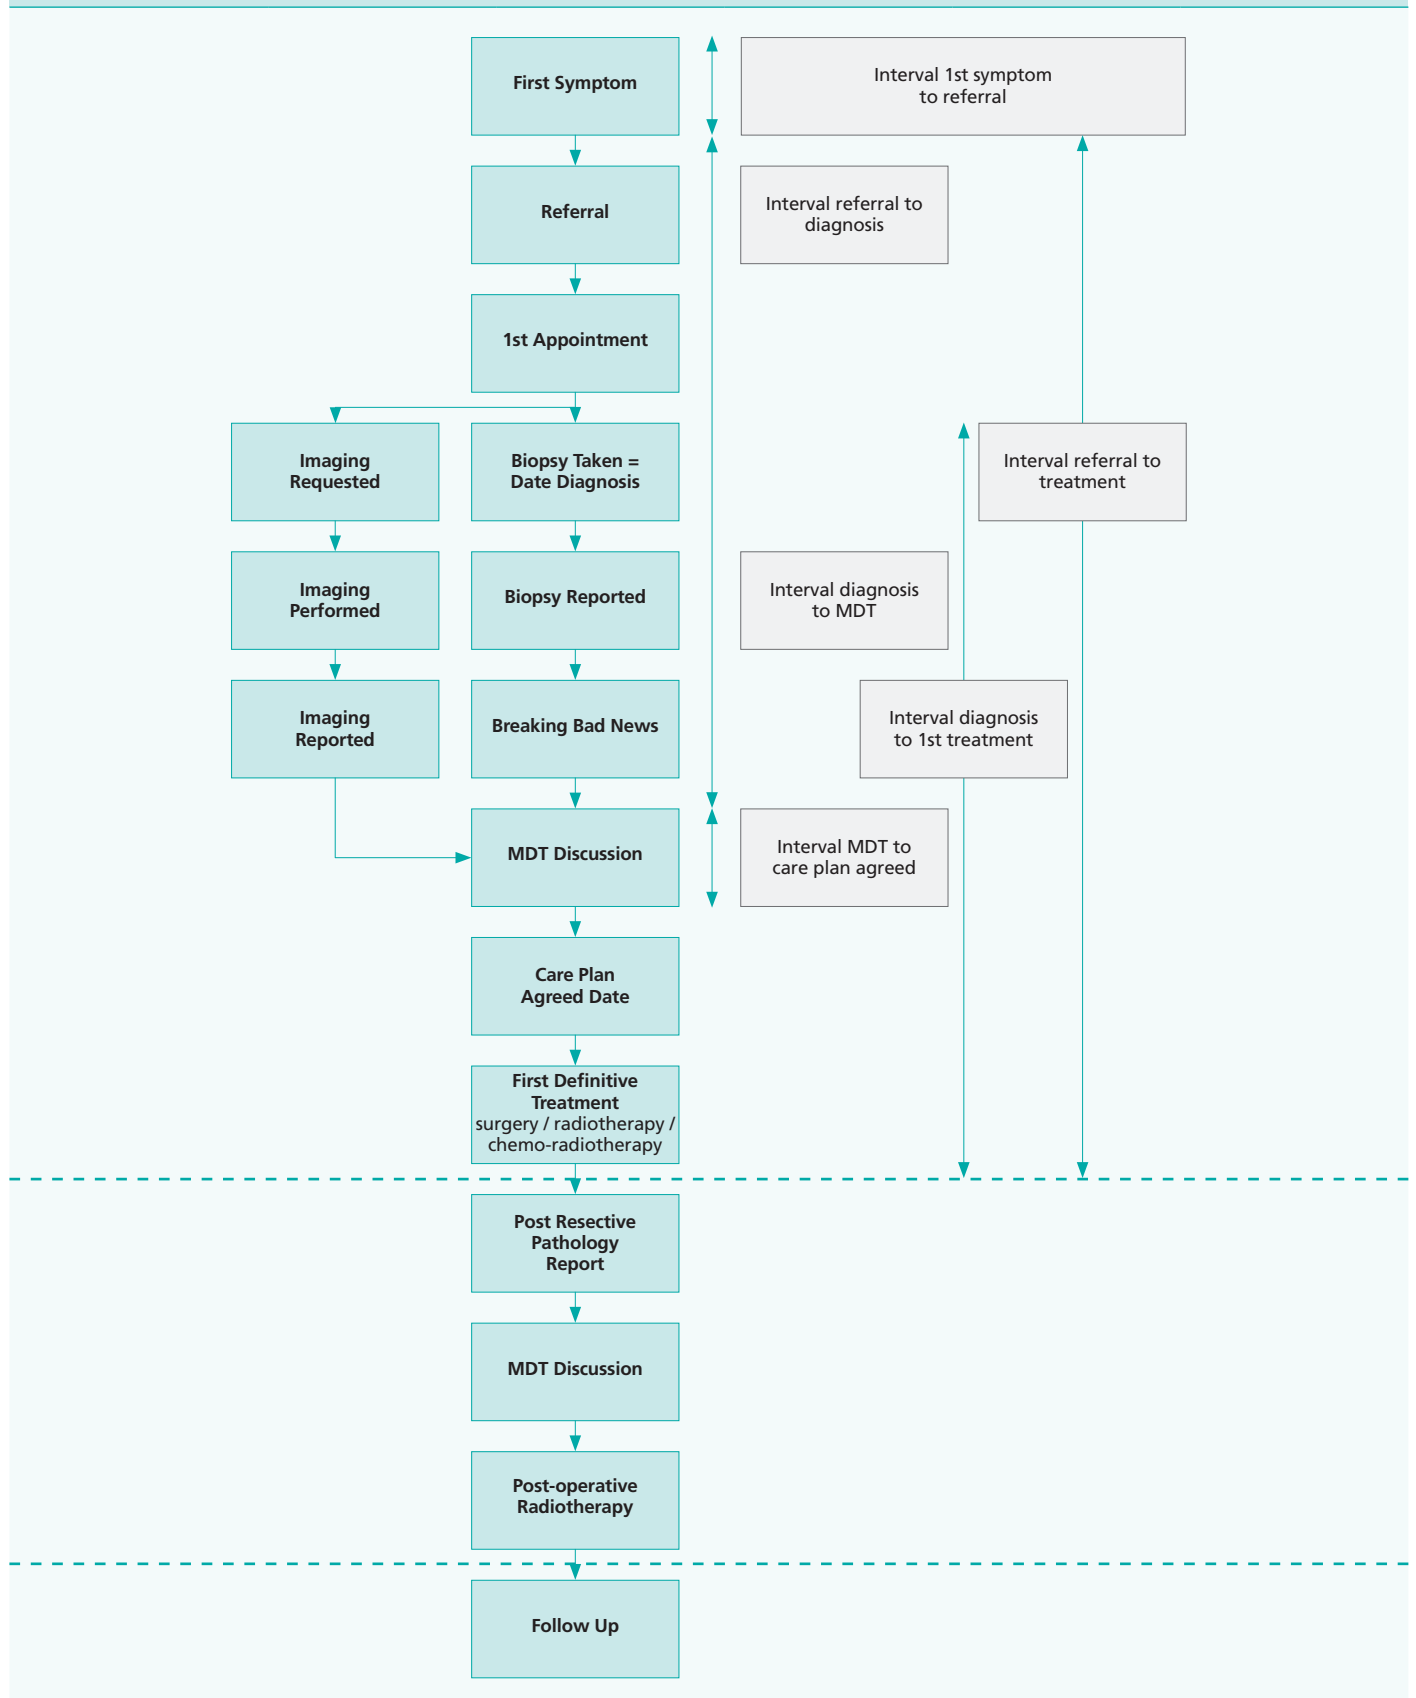 First Symptom
Interval 1st symptom
to referral
Referral
Interval referral to
diagnosis
1st Appointment
Imaging
Requested
Biopsy Taken =
Date Diagnosis
Interval referral to
treatment
Imaging
Performed
Biopsy Reported
Interval diagnosis
to MDT
Imaging
Reported
Breaking Bad News
Interval diagnosis
to 1st treatment
MDT Discussion
Interval MDT to
care plan agreed
Care Plan
Agreed Date
First Definitive
Treatment
surgery / radiotherapy /
chemo-radiotherapy
Post Resective
Pathology
Report
MDT Discussion
Post-operative
Radiotherapy
Follow Up